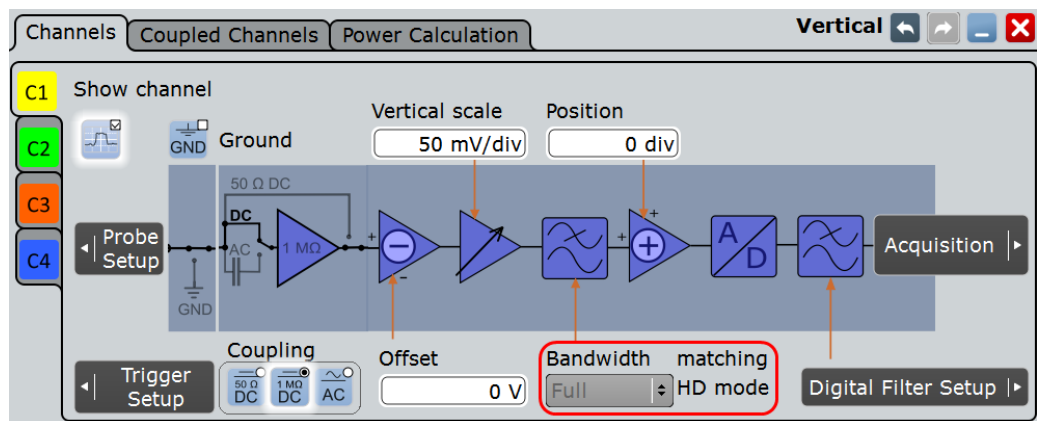 Channels
Coupled Channels
Power Calculation
Vertical
C1
C2
C3
C4
Show channel
GND
Ground
Vertical scale
50 mV/div
Position
0 div
50 Ω DC
DC
AC
1 MΩ
GND
Probe
Setup
+
−
−
+
+
+
A
D
Acquisition
Trigger
Setup
Coupling
50 Ω
DC
1 MΩ
DC
AC
Offset
0 V
Bandwidth matching
Full HD mode
Digital Filter Setup